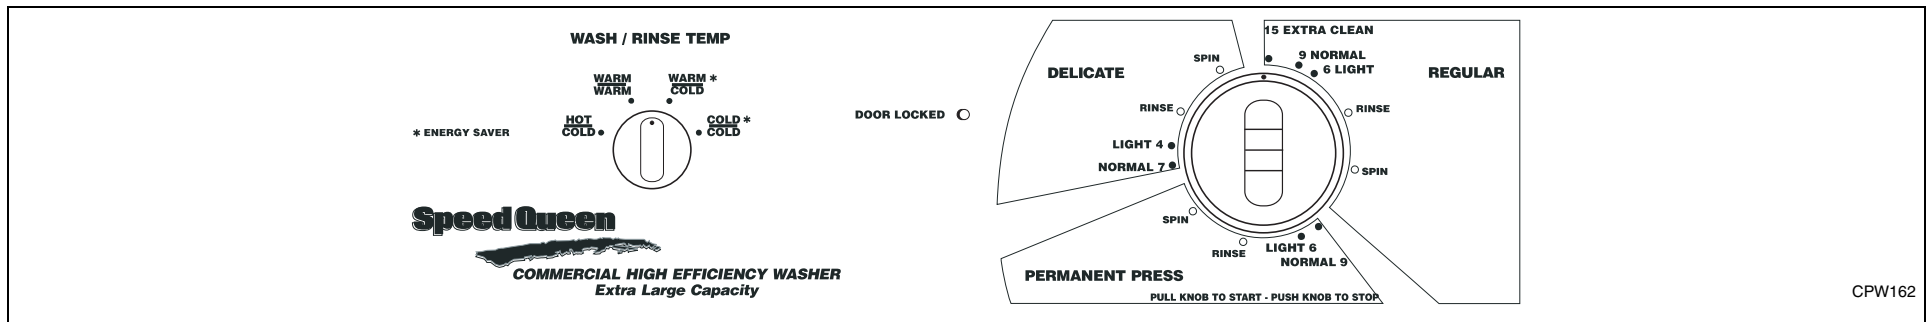 WASH / RINSE TEMP
WARM
WARM
WARM *
COLD
HOT
COLD
COLD *
COLD
* ENERGY SAVER
Speed Queen
COMMERCIAL HIGH EFFICIENCY WASHER
Extra Large Capacity
DOOR LOCKED
DELICATE
SPIN
RINSE
LIGHT 4
NORMAL 7
15 EXTRA CLEAN
9 NORMAL
6 LIGHT
REGULAR
RINSE
SPIN
SPIN
RINSE
LIGHT 6
NORMAL 9
PERMANENT PRESS
PULL KNOB TO START - PUSH KNOB TO STOP
CPW162